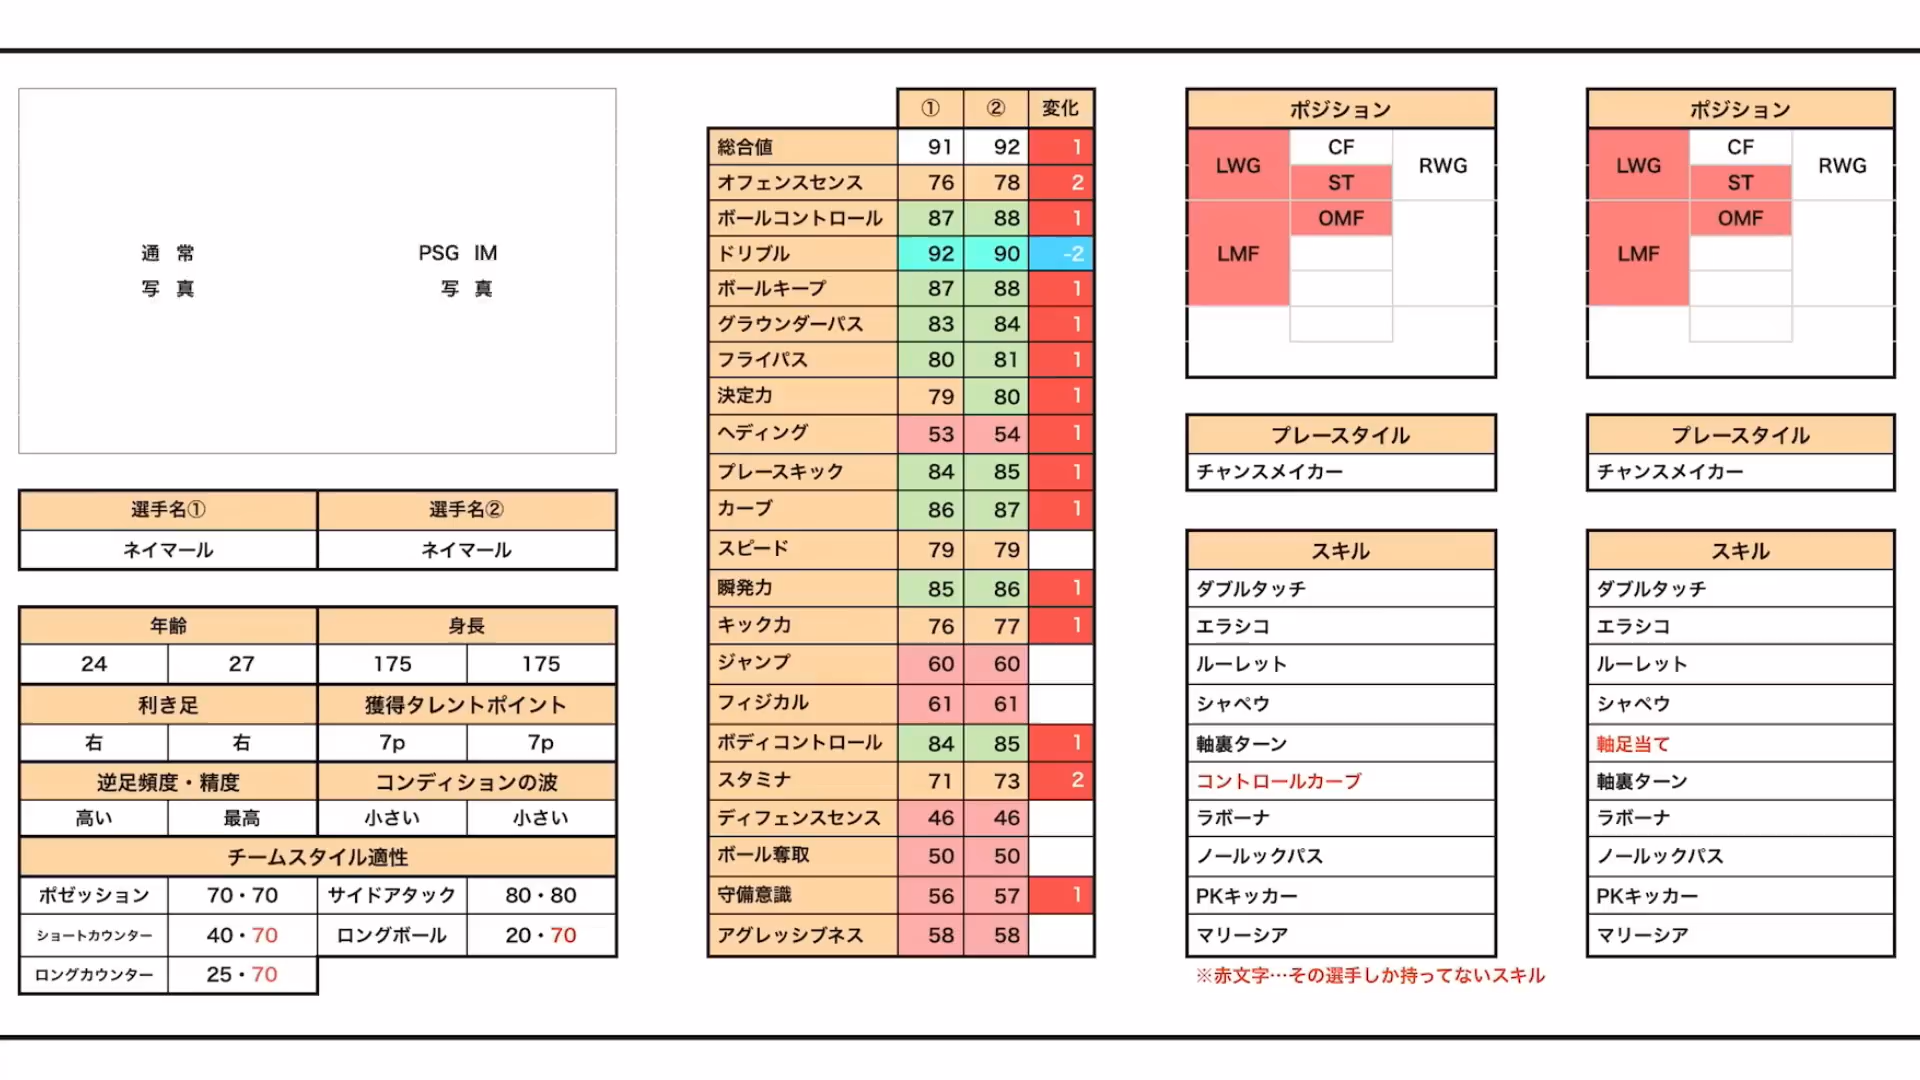 通常 PSG IM
写真 写真
選手名① 選手名②
ネイマール ネイマール
年齢 身長
24 27 175 175
利き足 獲得タレントポイント
右 右 7p 7p
逆足頻度・精度 コンディションの波
高い 最高 小さい 小さい
チームスタイル適性
ポゼッション 70・70 サイドアタック 80・80
ショートカウンター 40・70 ロングボール 20・70
ロングカウンター 25・70
① ② 変化
総合値 91 92 1
オフェンスセンス 76 78 2
ボールコントロール 87 88 1
ドリブル 92 90 -2
ボールキープ 87 88 1
グラウンダーパス 83 84 1
フライパス 80 81 1
決定力 79 80 1
ヘディング 53 54 1
プレースキック 84 85 1
カーブ 86 87 1
スピード 79 79
瞬発力 85 86 1
キック力 76 77 1
ジャンプ 60 60
フィジカル 61 61
ボディコントロール 84 85 1
スタミナ 71 73 2
ディフェンスセンス 46 46
ボール奪取 50 50
守備意識 56 57 1
アグレッシブネス 58 58
ポジション
CF
LWG RWG
ST
OMF
LMF
プレースタイル
チャンスメイカー
スキル
ダブルタッチ
エラシコ
ルーレット
シャペウ
軸裏ターン
コントロールカーブ
ラボーナ
ノールックパス
PKキッカー
マリーシア
※赤文字…その選手しか持ってないスキル
ポジション
CF
LWG RWG
ST
OMF
LMF
プレースタイル
チャンスメイカー
スキル
ダブルタッチ
エラシコ
ルーレット
シャペウ
軸足当て
軸裏ターン
ラボーナ
ノールックパス
PKキッカー
マリーシア